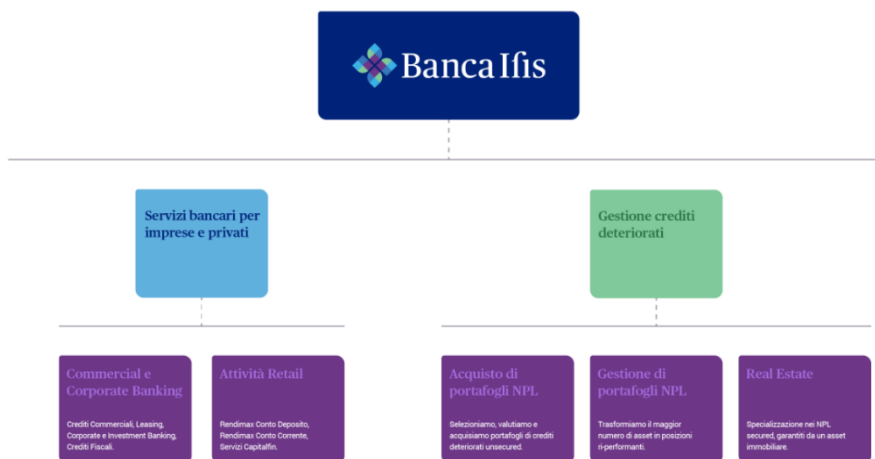 Banca Ifis
Servizi bancari per
imprese e privati
Gestione crediti
deteriorati
Commercial e
Corporate Banking
Crediti Commerciali, Leasing,
Corporate e Investment Banking,
Crediti Fiscali.
Attività Retail
Rendimax Conto Deposito,
Rendimax Conto Corrente,
Servizi Capitalfin.
Acquisto di
portafogli NPL
Selezioniamo, valutiamo e
acquisiamo portafogli di crediti
deteriorati unsecured.
Gestione di
portafogli NPL
Trasformiamo il maggior
numero di asset in posizioni
ri-performanti.
Real Estate
Specializzazione nei NPL
secured, garantiti da un asset
immobiliare.